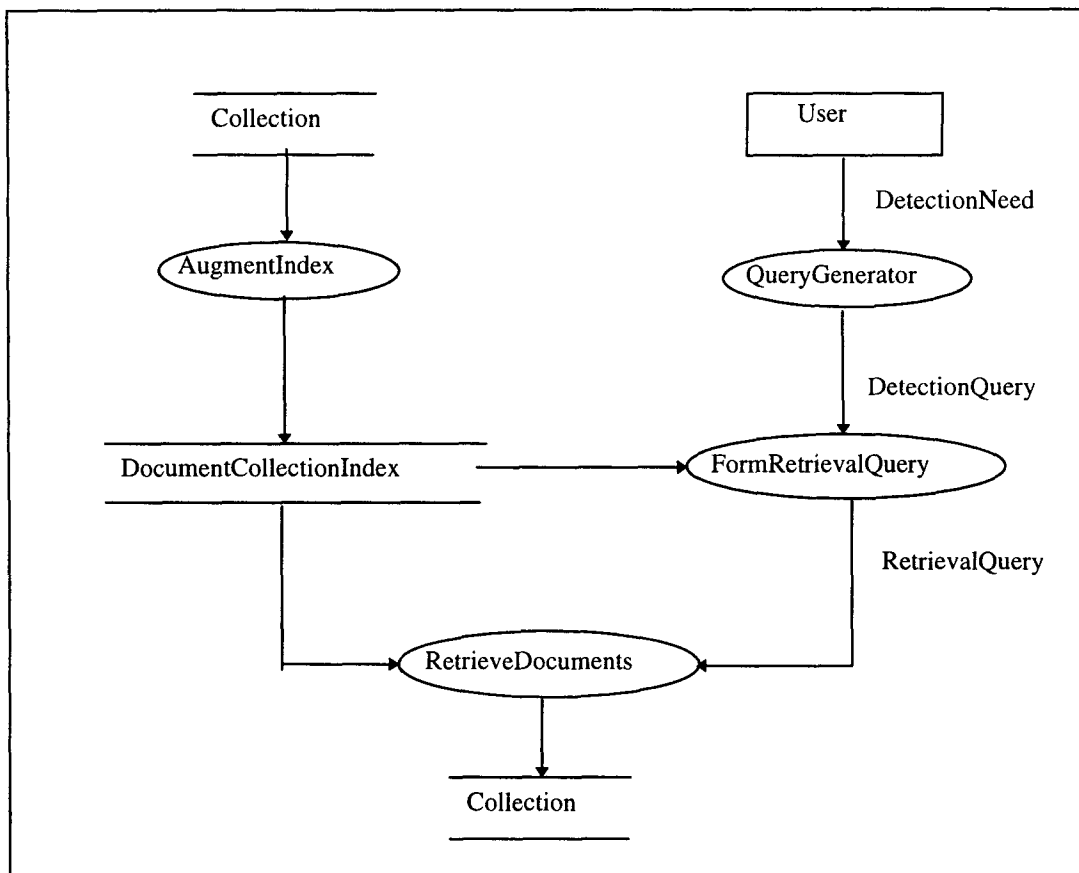 Collection
User
DetectionNeed
AugmentIndex
QueryGenerator
DetectionQuery
DocumentCollectionIndex
FormRetrievalQuery
RetrievalQuery
RetrieveDocuments
Collection